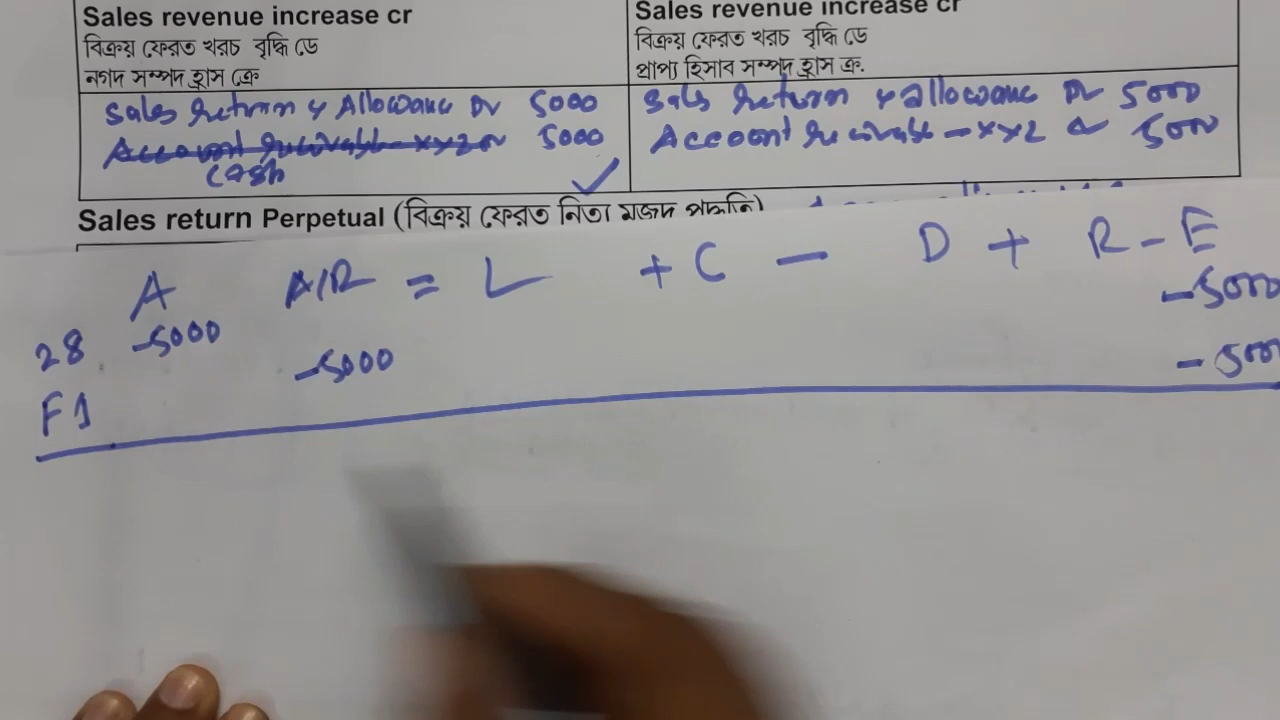 Sales revenue increase cr
বিক্রয় ফেরত খরচ বৃদ্ধি ডে
নগদ সম্পদ হ্রাস ক্রে
Sales return & Allowance Dr 5000
Account receivable - xyz cr 5000
Cash
Sales revenue increase cr
বিক্রয় ফেরত খরচ বৃদ্ধি ডে
প্রাপ্য হিসাব সম্পদ হ্রাস ক্র.
Sales return & allowance Dr 5000
Account receivable - xyz cr 5000
Sales return Perpetual (বিক্রয় ফেরত নিত্য মজুদ পদ্ধতি)
A A/R = L + C - D + R - E
28 -5000 -5000
F1 -5000 -5000